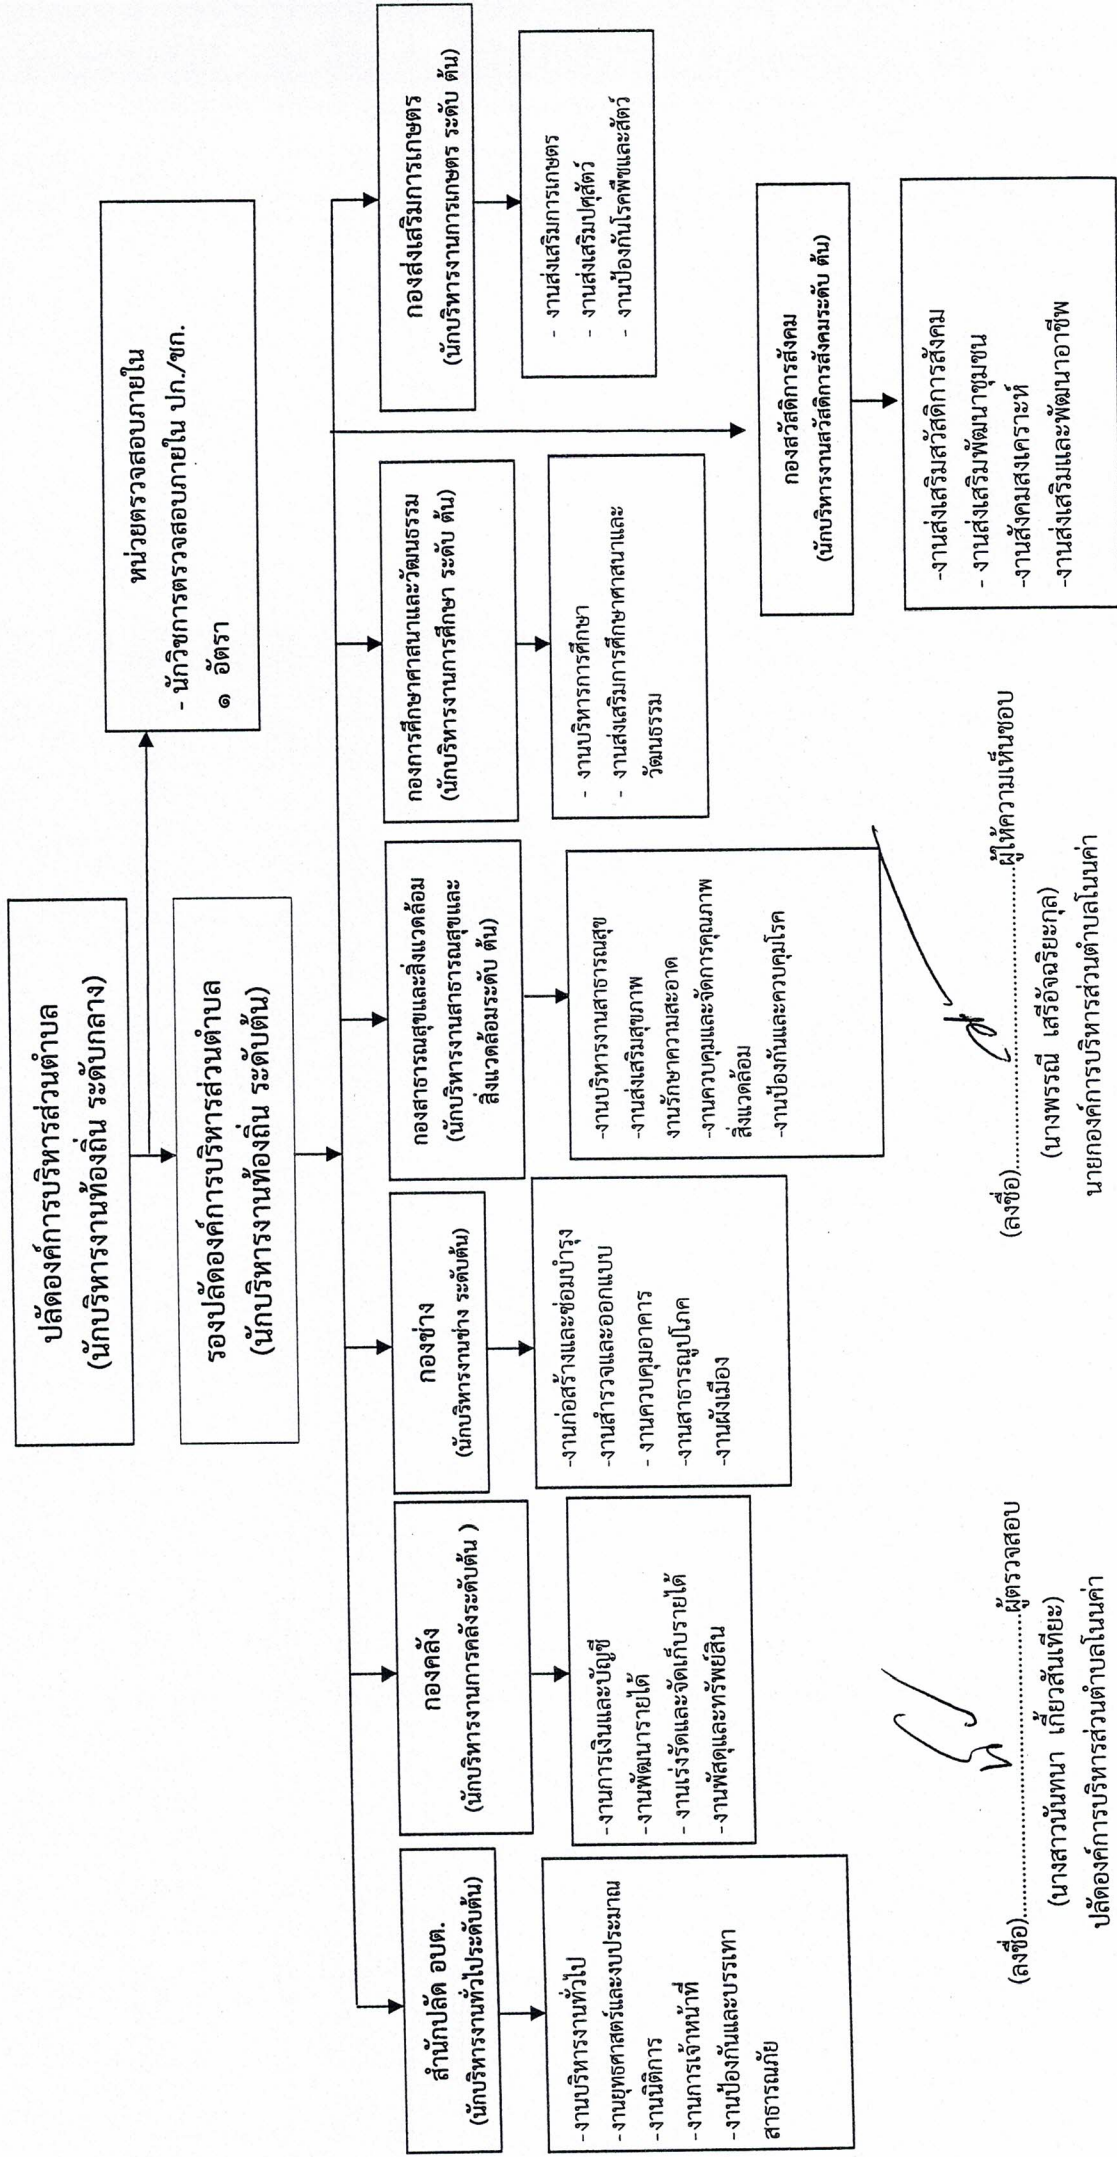 ปลัดองค์การบริหารส่วนตำบล
(นักบริหารงานท้องถิ่น ระดับกลาง)
หน่วยตรวจสอบภายใน
- นักวิชการตรวจสอบภายใน ปก./ชก.
๑ อัตรา
รองปลัดองค์การบริหารส่วนตำบล
(นักบริหารงานท้องถิ่น ระดับต้น)
สำนักปลัด อบต.
(นักบริหารงานทั่วไประดับต้น)
-งานบริหารงานทั่วไป
-งานยุทธศาสตร์และงบประมาณ
-งานนิติการ
-งานการเจ้าหน้าที่
-งานป้องกันและบรรเทา
สาธารณภัย
กองคลัง
(นักบริหารงานการคลังระดับต้น )
-งานการเงินและบัญชี
-งานพัฒนารายได้
- งานเร่งรัดและจัดเก็บรายได้
-งานพัสดุและทรัพย์สิน
กองช่าง
(นักบริหารงานช่าง ระดับต้น)
-งานก่อสร้างและซ่อมบำรุง
-งานสำรวจและออกแบบ
- งานควบคุมอาคาร
-งานสาธารณูปโภค
-งานผังเมือง
กองสาธารณสุขและสิ่งแวดล้อม
(นักบริหารงานสาธารณสุขและ
สิ่งแวดล้อมระดับ ต้น)
-งานบริหารงานสาธารณสุข
-งานส่งเสริมสุขภาพ
งานรักษาความสะอาด
-งานควบคุมและจัดการคุณภาพ
สิ่งแวดล้อม
-งานป้องกันและควบคุมโรค
กองการศึกษาศาสนาและวัฒนธรรม
(นักบริหารงานการศึกษา ระดับ ต้น)
- งานบริหารการศึกษา
- งานส่งเสริมการศึกษาศาสนาและ
วัฒนธรรม
กองส่งเสริมการเกษตร
(นักบริหารงานการเกษตร ระดับ ต้น)
- งานส่งเสริมการเกษตร
- งานส่งเสริมปศุสัตว์
- งานป้องกันโรคพืชและสัตว์
กองสวัสดิการสังคม
(นักบริหารงานสวัสดิการสังคมระดับ ต้น)
-งานส่งเสริมสวัสดิการสังคม
- งานส่งเสริมพัฒนาชุมชน
-งานสังคมสงเคราะห์
-งานส่งเสริมและพัฒนาอาชีพ
(ลงชื่อ)..................................ผู้ตรวจสอบ
(นางสาวนันทนา เกี้ยวสันเทียะ)
ปลัดองค์การบริหารส่วนตำบลโนนค่า
(ลงชื่อ)..................................ผู้ให้ความเห็นชอบ
(นางพรรณี เสรีอัจฉริยะกุล)
นายกองค์การบริหารส่วนตำบลโนนค่า